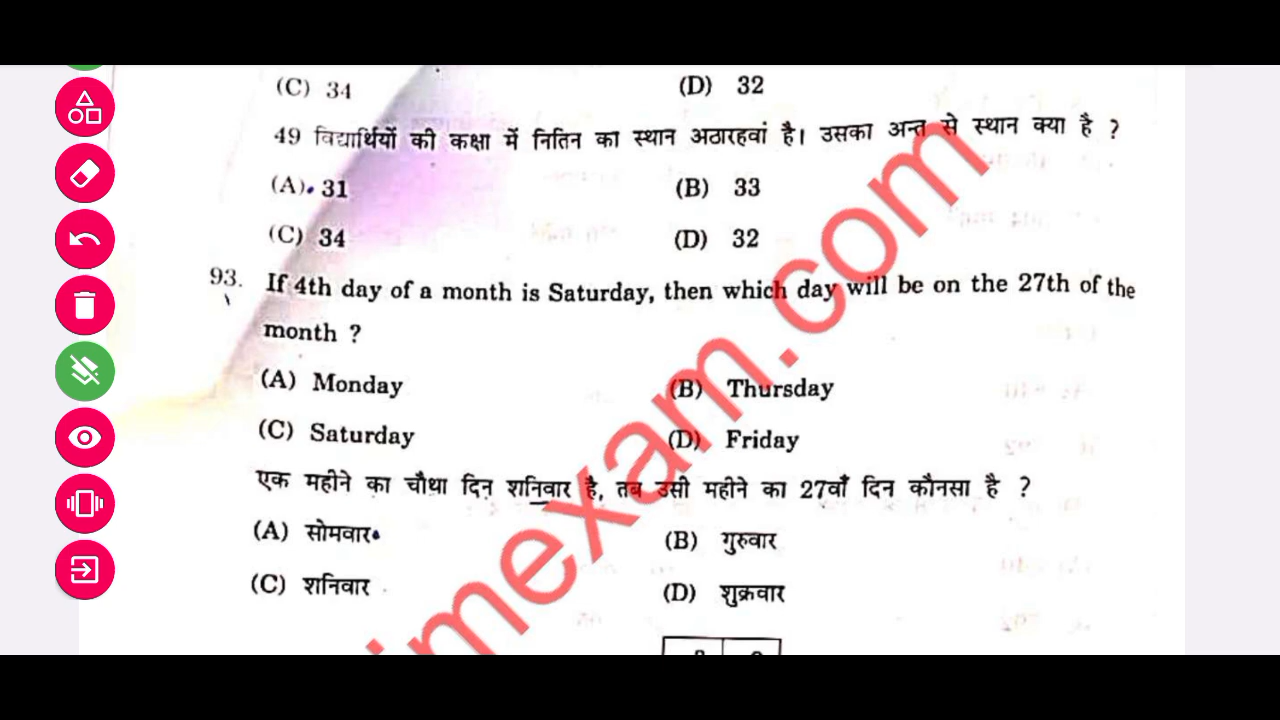 (C) 34 (D) 32
49 विद्यार्थियों की कक्षा में नितिन का स्थान अठारहवां है। उसका अन्त से स्थान क्या है ?
(A) 31 (B) 33
(C) 34 (D) 32
93. If 4th day of a month is Saturday, then which day will be on the 27th of the
month ?
(A) Monday (B) Thursday
(C) Saturday (D) Friday
एक महीने का चौथा दिन शनिवार है, तब उसी महीने का 27वाँ दिन कौनसा है ?
(A) सोमवार (B) गुरुवार
(C) शनिवार (D) शुक्रवार
imexam.com